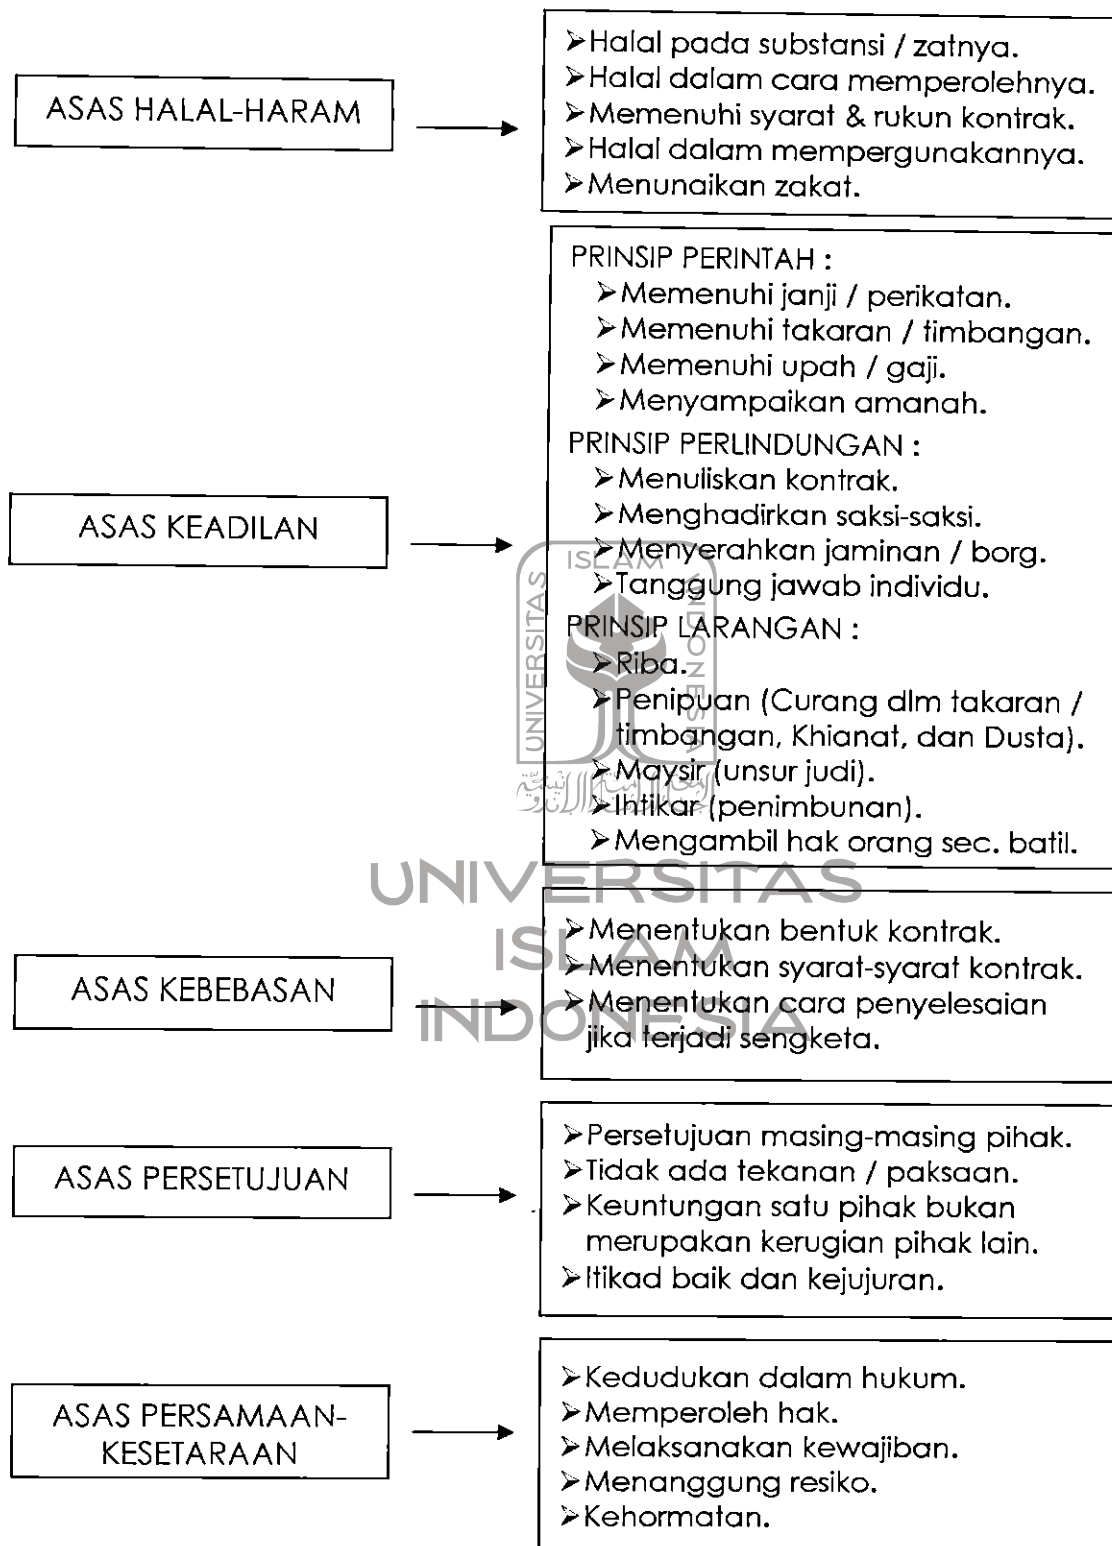 ASAS HALAL-HARAM
➢Halal pada substansi / zatnya.
➢Halal dalam cara memperolehnya.
➢Memenuhi syarat & rukun kontrak.
➢Halal dalam mempergunakannya.
➢Menunaikan zakat.
ASAS KEADILAN
PRINSIP PERINTAH :
➢Memenuhi janji / perikatan.
➢Memenuhi takaran / timbangan.
➢Memenuhi upah / gaji.
➢Menyampaikan amanah.
PRINSIP PERLINDUNGAN :
➢Menuliskan kontrak.
➢Menghadirkan saksi-saksi.
➢Menyerahkan jaminan / borg.
➢Tanggung jawab individu.
PRINSIP LARANGAN :
➢Riba.
➢Penipuan (Curang dlm takaran /
timbangan, Khianat, dan Dusta).
➢Maysir (unsur judi).
➢Ihtikar (penimbunan).
➢Mengambil hak orang sec. batil.
ASAS KEBEBASAN
➢Menentukan bentuk kontrak.
➢Menentukan syarat-syarat kontrak.
➢Menentukan cara penyelesaian
jika terjadi sengketa.
ASAS PERSETUJUAN
➢Persetujuan masing-masing pihak.
➢Tidak ada tekanan / paksaan.
➢Keuntungan satu pihak bukan
merupakan kerugian pihak lain.
➢Itikad baik dan kejujuran.
ASAS PERSAMAAN-
KESETARAAN
➢Kedudukan dalam hukum.
➢Memperoleh hak.
➢Melaksanakan kewajiban.
➢Menanggung resiko.
➢Kehormatan.
UNIVERSITAS
ISLAM
INDONESIA
UNIVERSITAS
ISLAM
INDONESIA